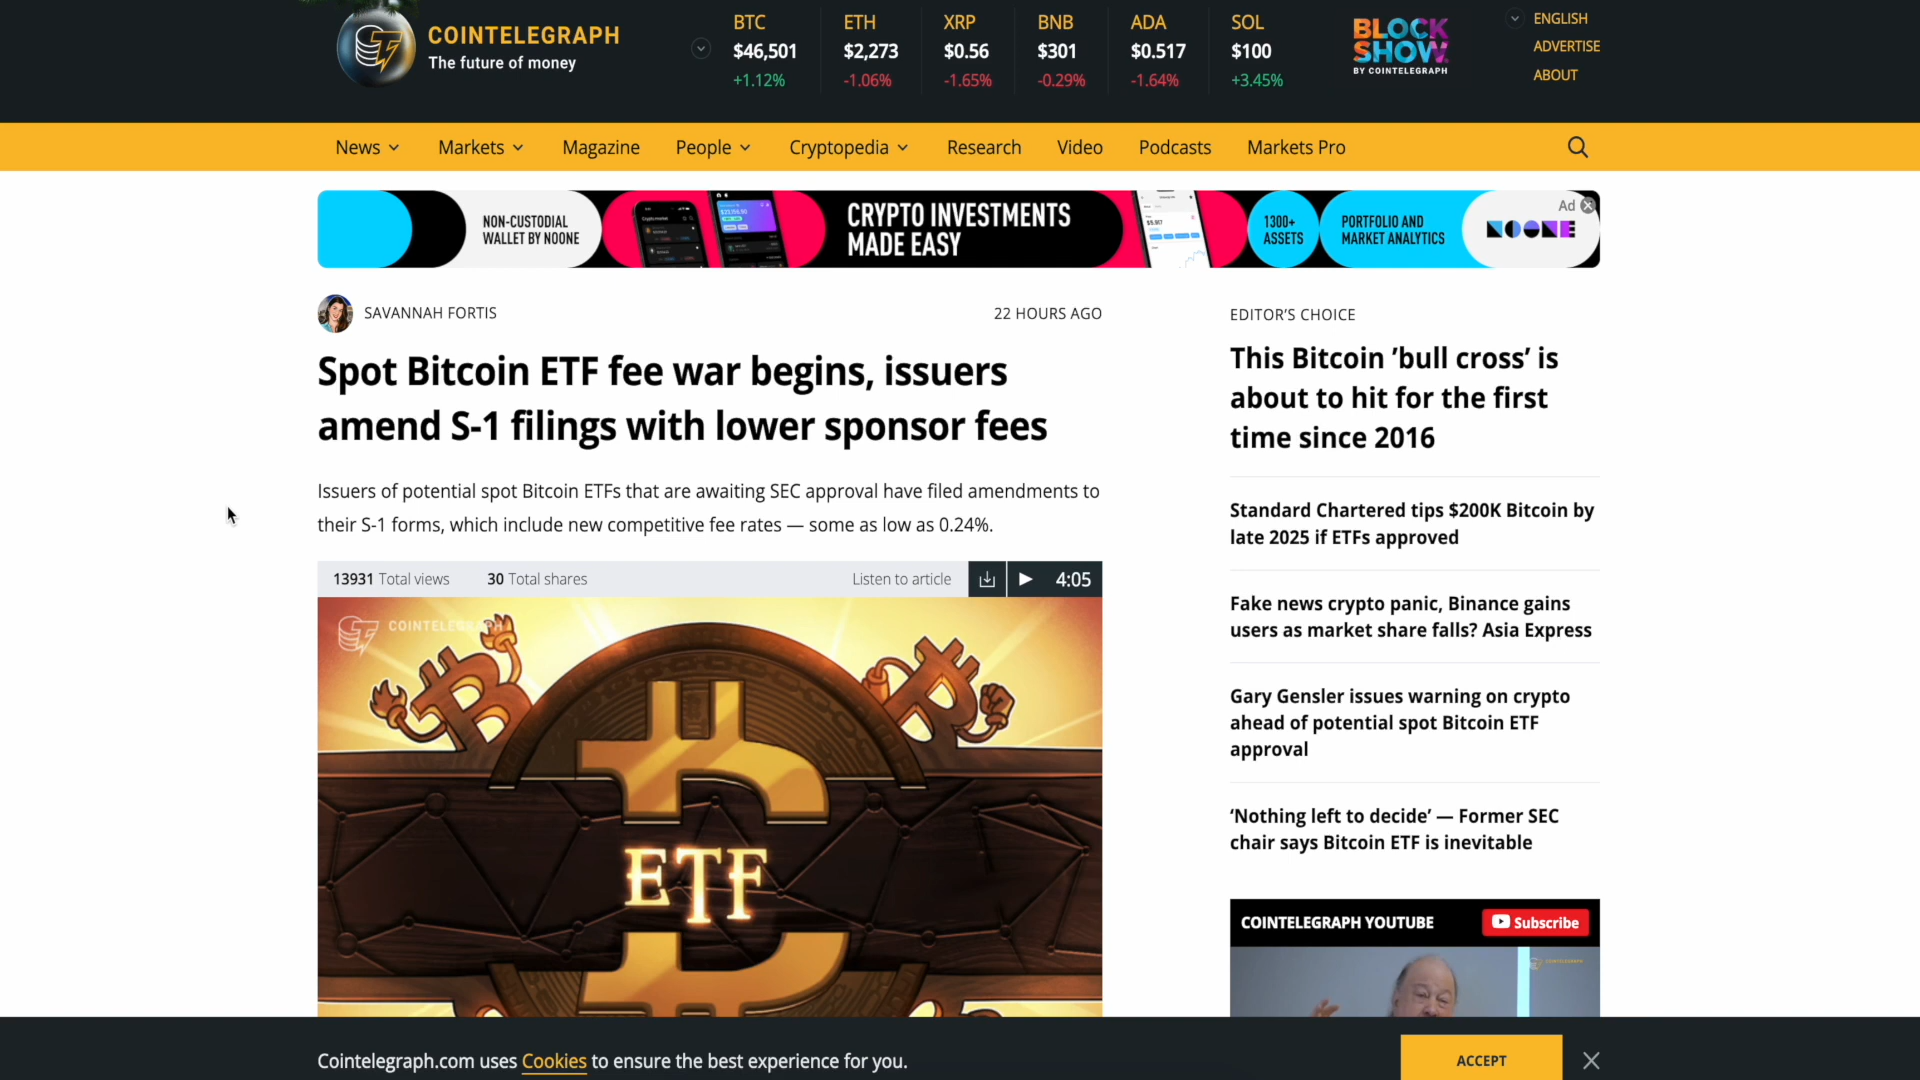 COINTELEGRAPH
The future of money
BTC
$46,501
+1.12%
ETH
$2,273
-1.06%
XRP
$0.56
-1.65%
BNB
$301
-0.29%
ADA
$0.517
-1.64%
SOL
$100
+3.45%
BLOCK
SHOW
BY COINTELEGRAPH
ENGLISH
ADVERTISE
ABOUT
News
Markets
Magazine
People
Cryptopedia
Research
Video
Podcasts
Markets Pro
NON-CUSTODIAL
WALLET BY NOONE
CRYPTO INVESTMENTS
MADE EASY
1300+
ASSETS
PORTFOLIO AND
MARKET ANALYTICS
Ad
NOONE
SAVANNAH FORTIS
22 HOURS AGO
Spot Bitcoin ETF fee war begins, issuers
amend S-1 filings with lower sponsor fees
Issuers of potential spot Bitcoin ETFs that are awaiting SEC approval have filed amendments to
their S-1 forms, which include new competitive fee rates — some as low as 0.24%.
13931 Total views
30 Total shares
Listen to article
4:05
COINTELEGRAPH
ETF
EDITOR'S CHOICE
This Bitcoin ’bull cross’ is
about to hit for the first
time since 2016
Standard Chartered tips $200K Bitcoin by
late 2025 if ETFs approved
Fake news crypto panic, Binance gains
users as market share falls? Asia Express
Gary Gensler issues warning on crypto
ahead of potential spot Bitcoin ETF
approval
‘Nothing left to decide’ — Former SEC
chair says Bitcoin ETF is inevitable
COINTELEGRAPH YOUTUBE
Subscribe
Cointelegraph.com uses Cookies to ensure the best experience for you.
ACCEPT